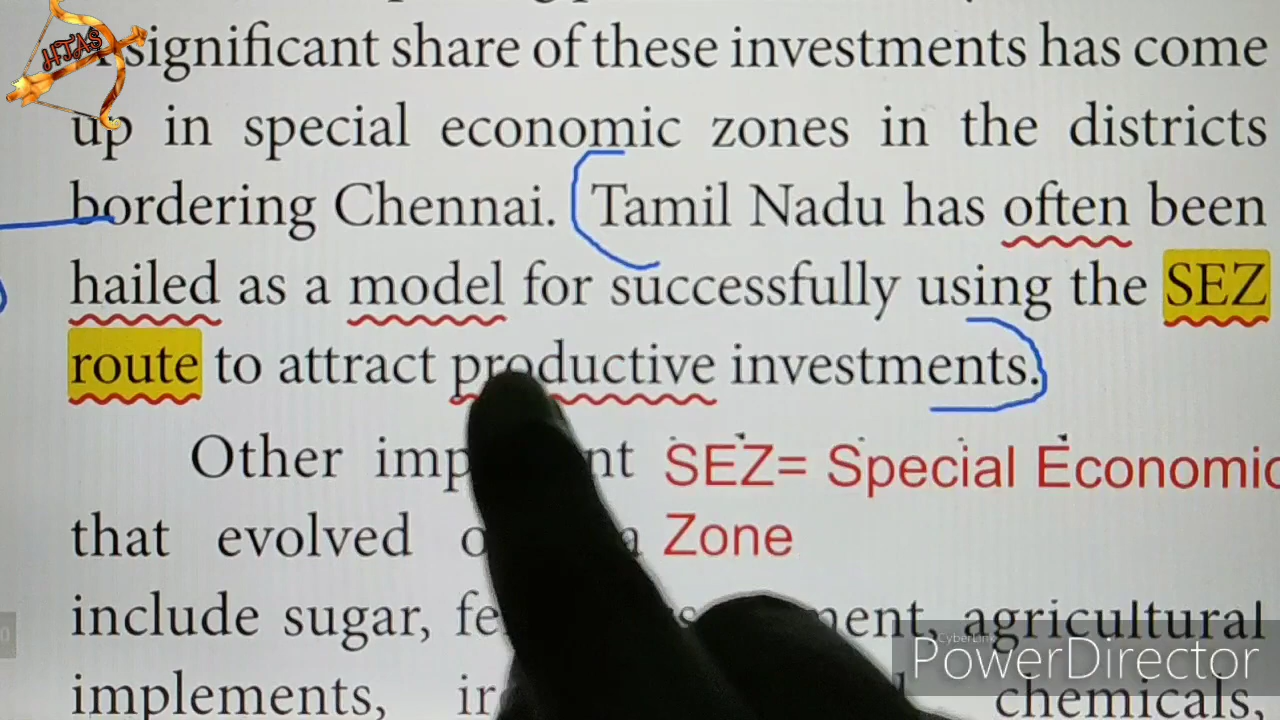 HTAS
significant share of these investments has come
up in special economic zones in the districts
bordering Chennai. Tamil Nadu has often been
hailed as a model for successfully using the SEZ
route to attract productive investments.
Other SEZ= Special Economic
that evolved Zone
include sugar, agricultural
implements, chemicals,
CyberLink
PowerDirector